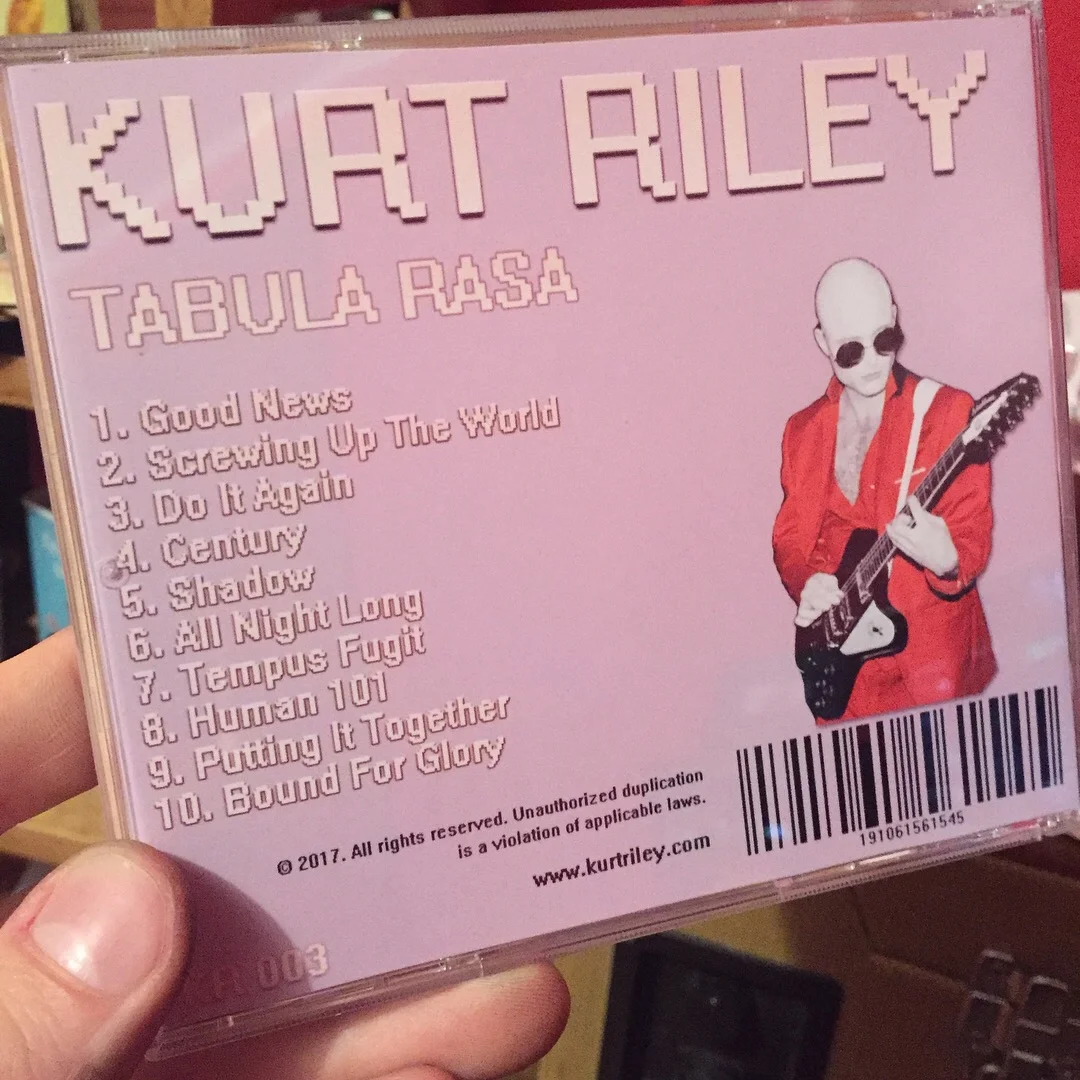 KURT RILEY
TABULA RASA
1. Good News
2. Screwing Up The World
3. Do It Again
4. Century
5. Shadow
6. All Night Long
7. Tempus Fugit
8. Human 101
9. Putting It Together
10. Bound For Glory
© 2017. All rights reserved. Unauthorized duplication
is a violation of applicable laws.
www.kurtriley.com
191061561545
003